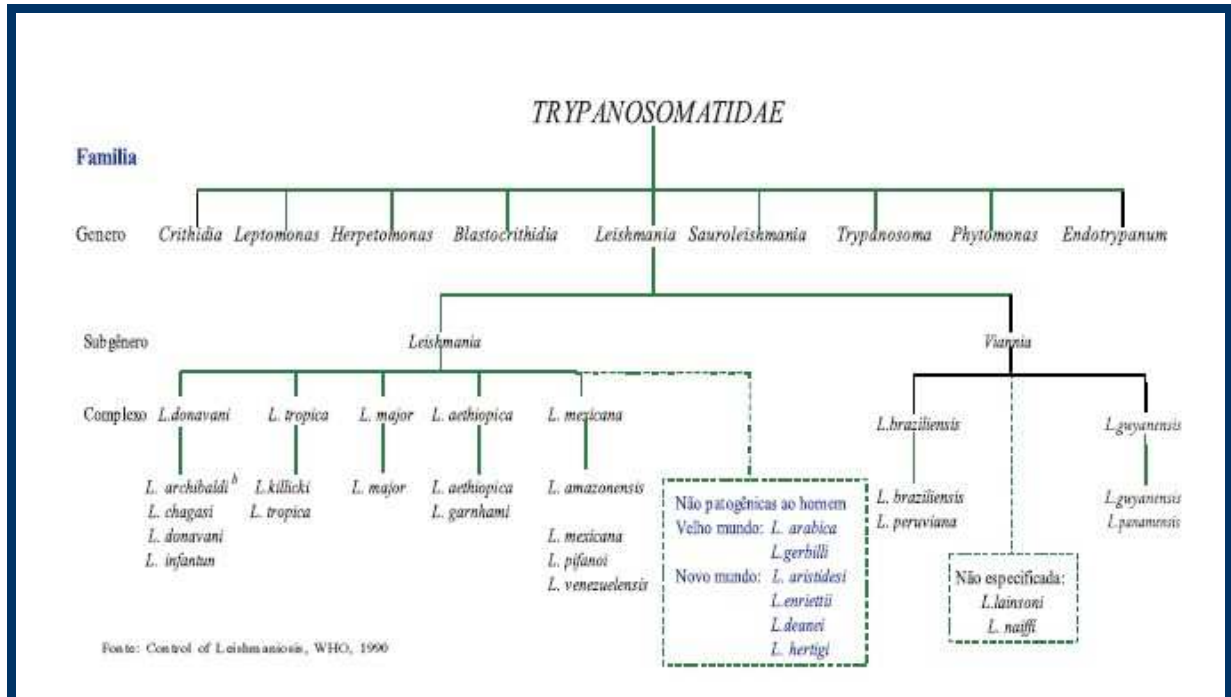 TRYPANOSOMATIDAE
Familia
Genero Crithidia Leptomonas Herpetomonas Blastocrithidia Leishmania Sauroleishmania Trypanosoma Phytomonas Endotrypanum
Subgênero Leishmania Viannia
Complexo L.donavani L. tropica L. major L. aethiopica L. mexicana L.braziliensis L.guyanensis
L. archibaldi b L.killicki L. major L. aethiopica L. amazonensis
L. chagasi L. tropica L. garnhami
L. donavani L. mexicana
L. infantun L. pifanoi
L. venezuelensis
Não patogênicas ao homem
Velho mundo: L. arabica
L.gerbilli
Novo mundo: L. aristidesi
L.enriettii
L.deanei
L. hertigi
L. braziliensis L.guyanensis
L. peruviana L.panamensis
Não especificada:
L.lainsoni
L. naiffi
Fonte: Control of Leishmaniosis, WHO, 1990